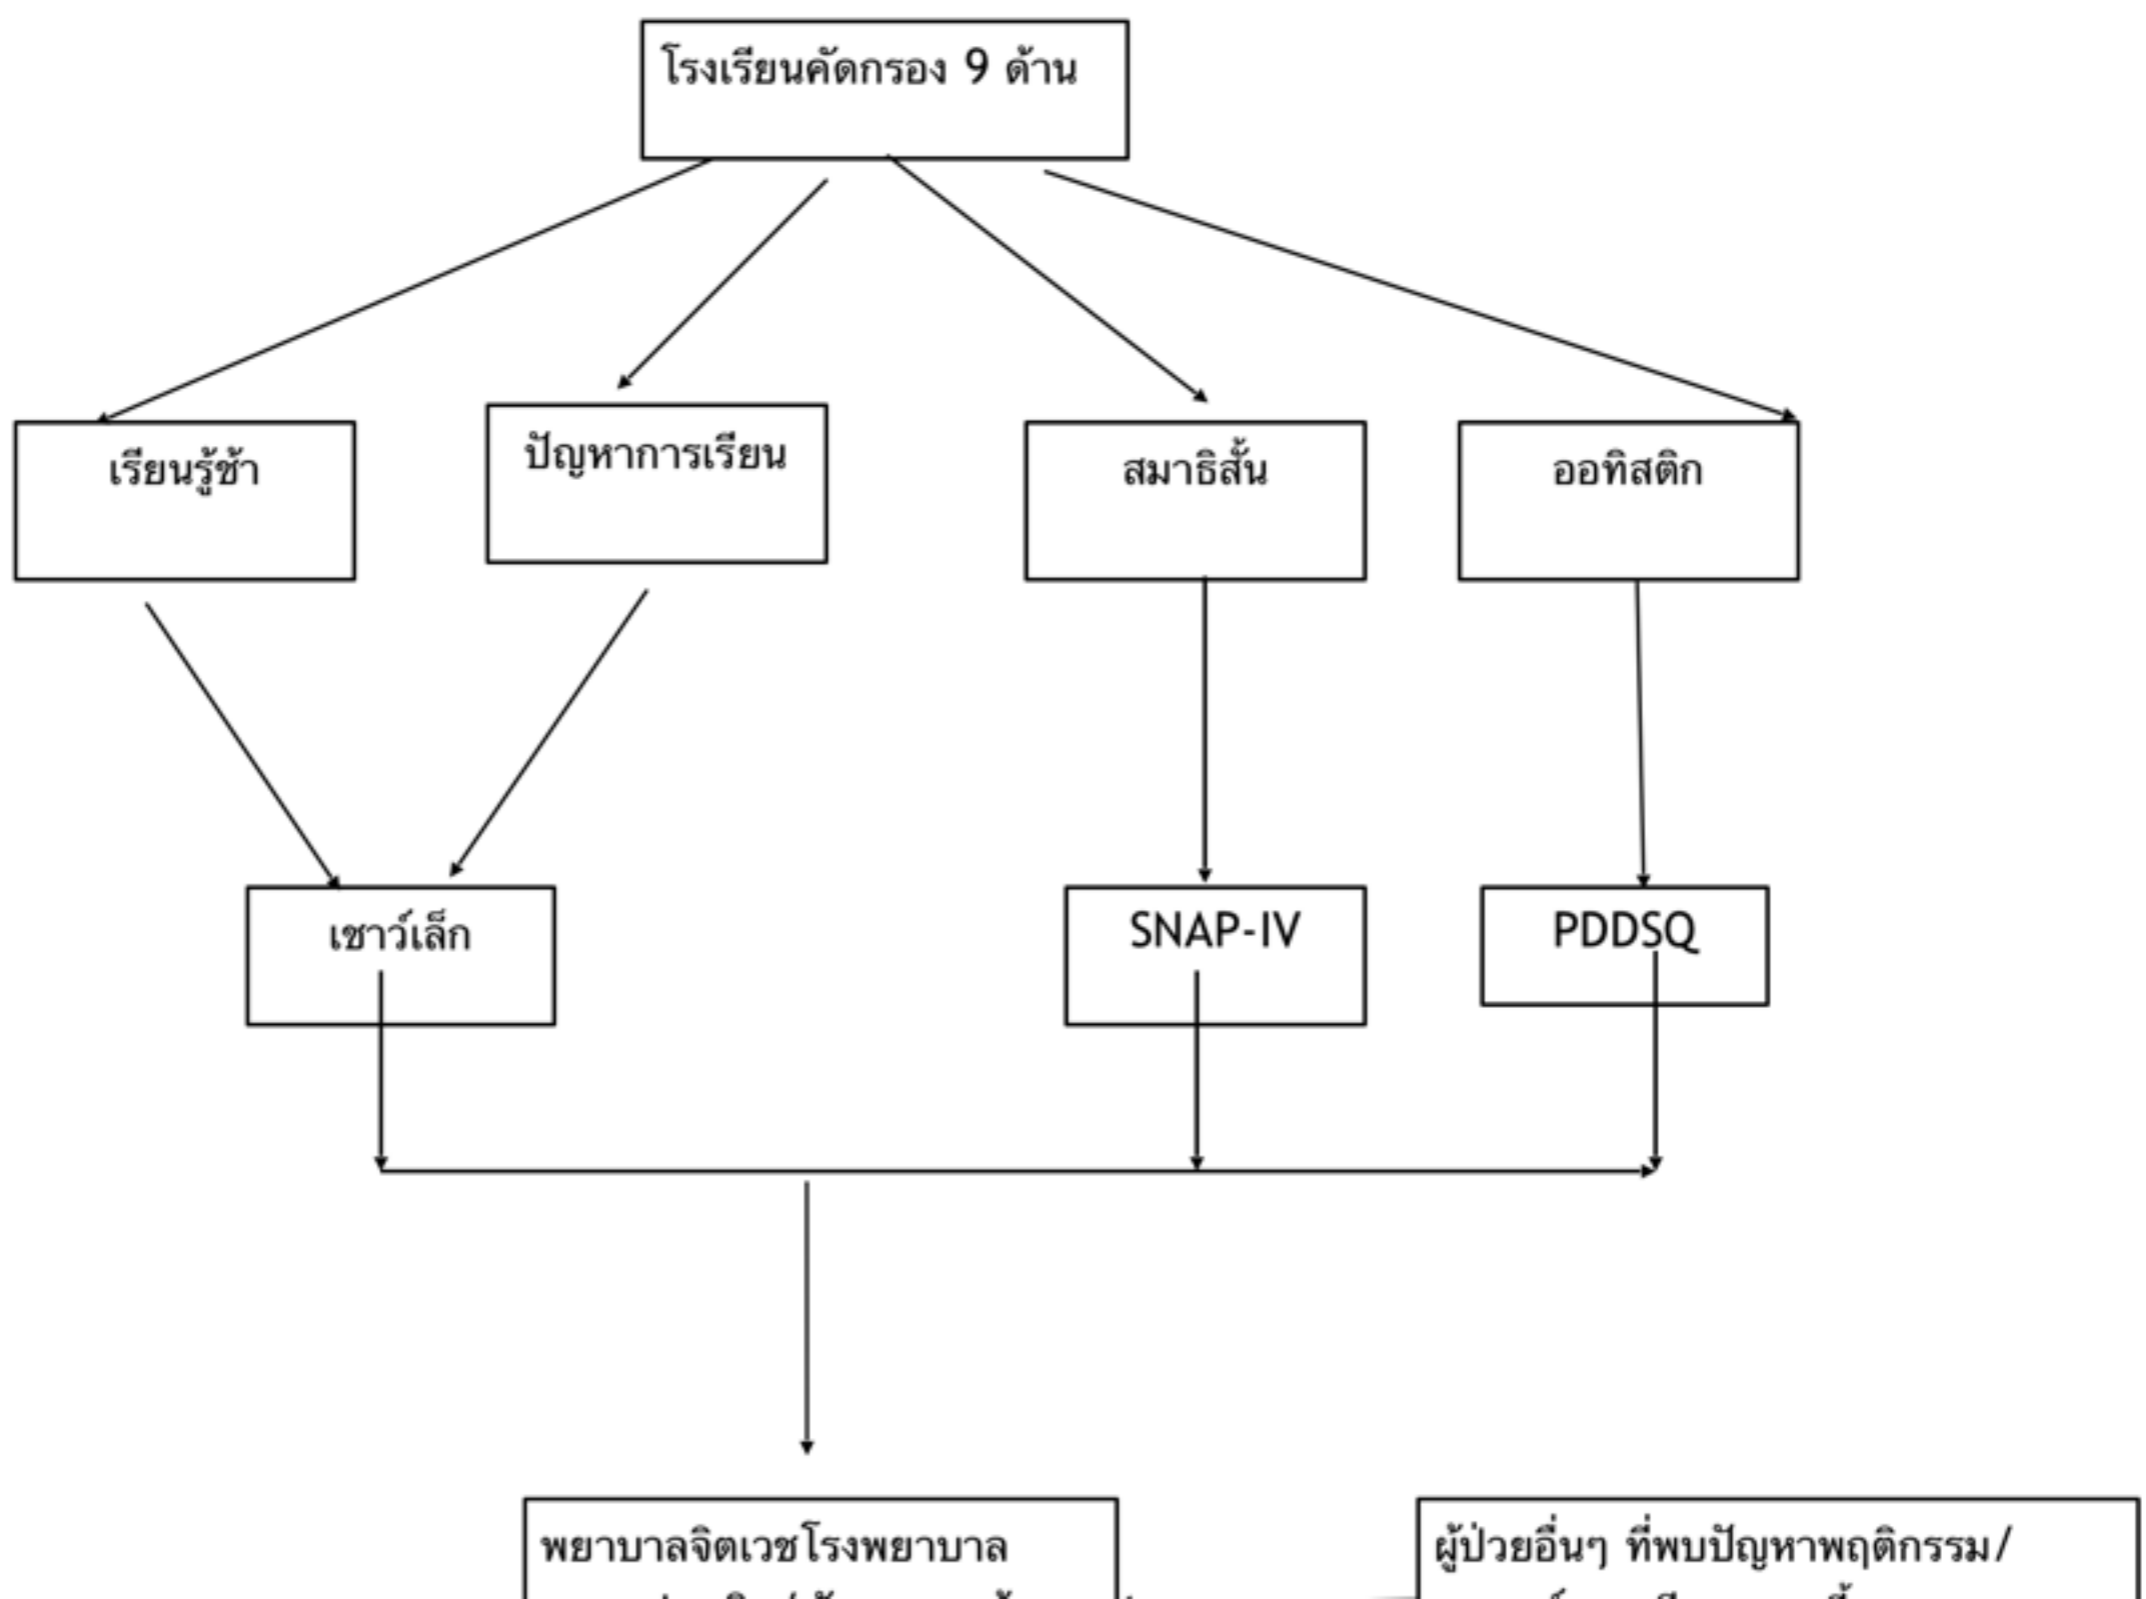 โรงเรียนคัดกรอง 9 ด้าน
เรียนรู้ช้า
ปัญหาการเรียน
สมาธิสั้น
ออทิสติก
เชาว์เล็ก
SNAP-IV
PDDSQ
พยาบาลจิตเวชโรงพยาบาล
ผู้ป่วยอื่นๆ ที่พบปัญหาพฤติกรรม/